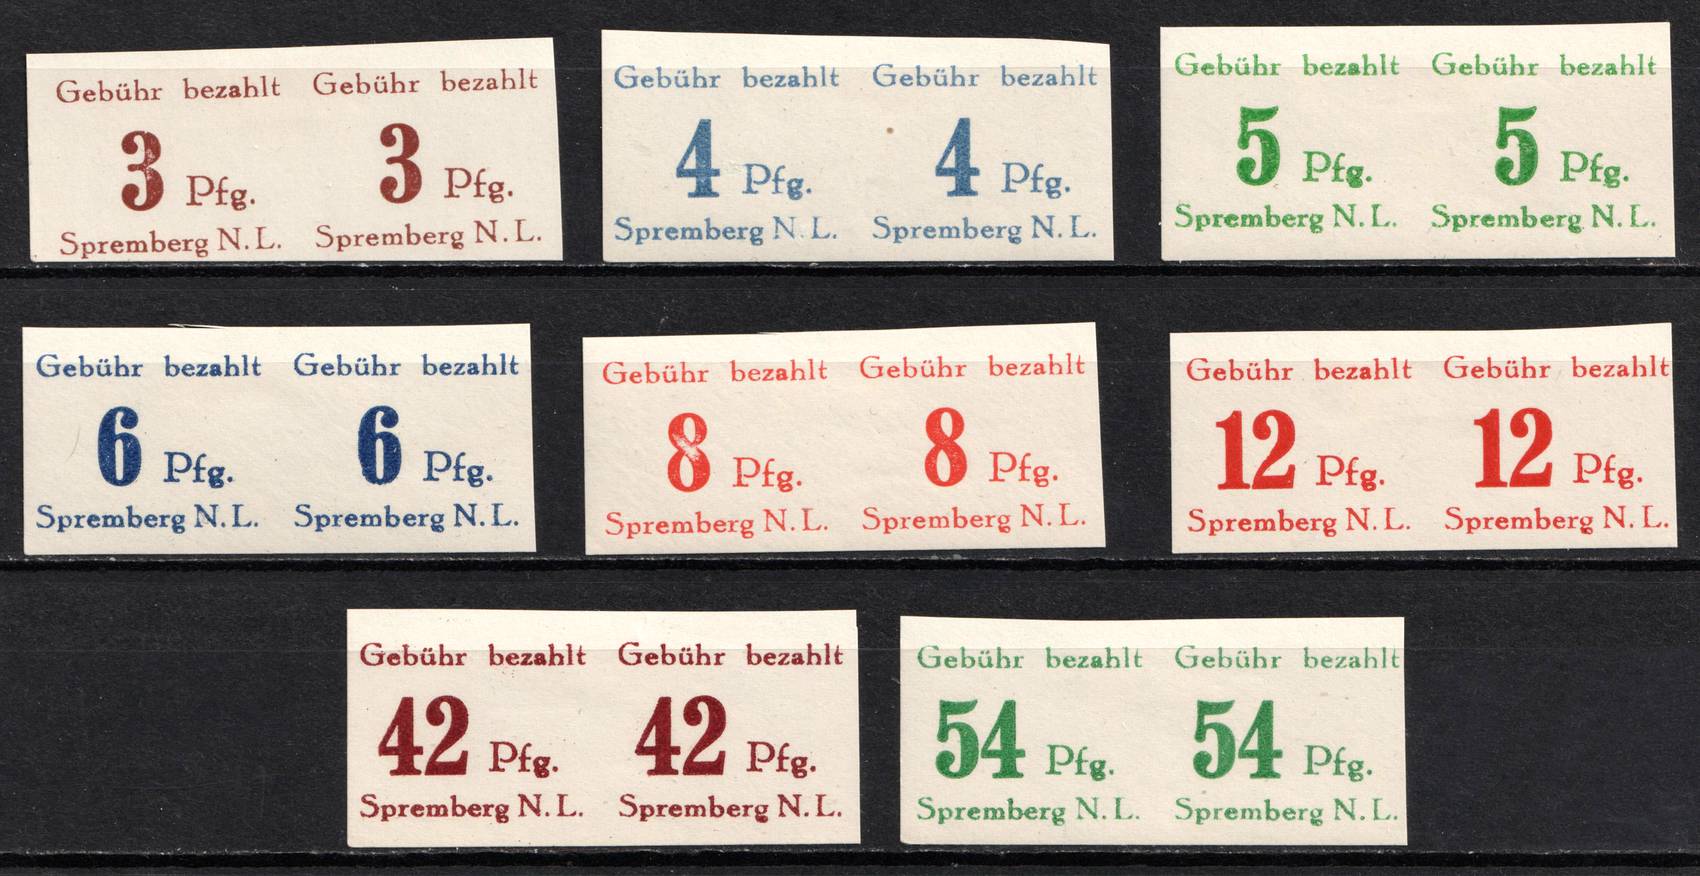 Gebühr bezahlt Gebühr bezahlt
3 Pfg. 3 Pfg.
Spremberg N.L. Spremberg N.L.
Gebühr bezahlt Gebühr bezahlt
4 Pfg. 4 Pfg.
Spremberg N.L. Spremberg N.L.
Gebühr bezahlt Gebühr bezahlt
5 Pfg. 5 Pfg.
Spremberg N.L. Spremberg N.L.
Gebühr bezahlt Gebühr bezahlt
6 Pfg. 6 Pfg.
Spremberg N.L. Spremberg N.L.
Gebühr bezahlt Gebühr bezahlt
8 Pfg. 8 Pfg.
Spremberg N.L. Spremberg N.L.
Gebühr bezahlt Gebühr bezahlt
12 Pfg. 12 Pfg.
Spremberg N.L. Spremberg N.L.
Gebühr bezahlt Gebühr bezahlt
42 Pfg. 42 Pfg.
Spremberg N.L. Spremberg N.L.
Gebühr bezahlt Gebühr bezahlt
54 Pfg. 54 Pfg.
Spremberg N.L. Spremberg N.L.